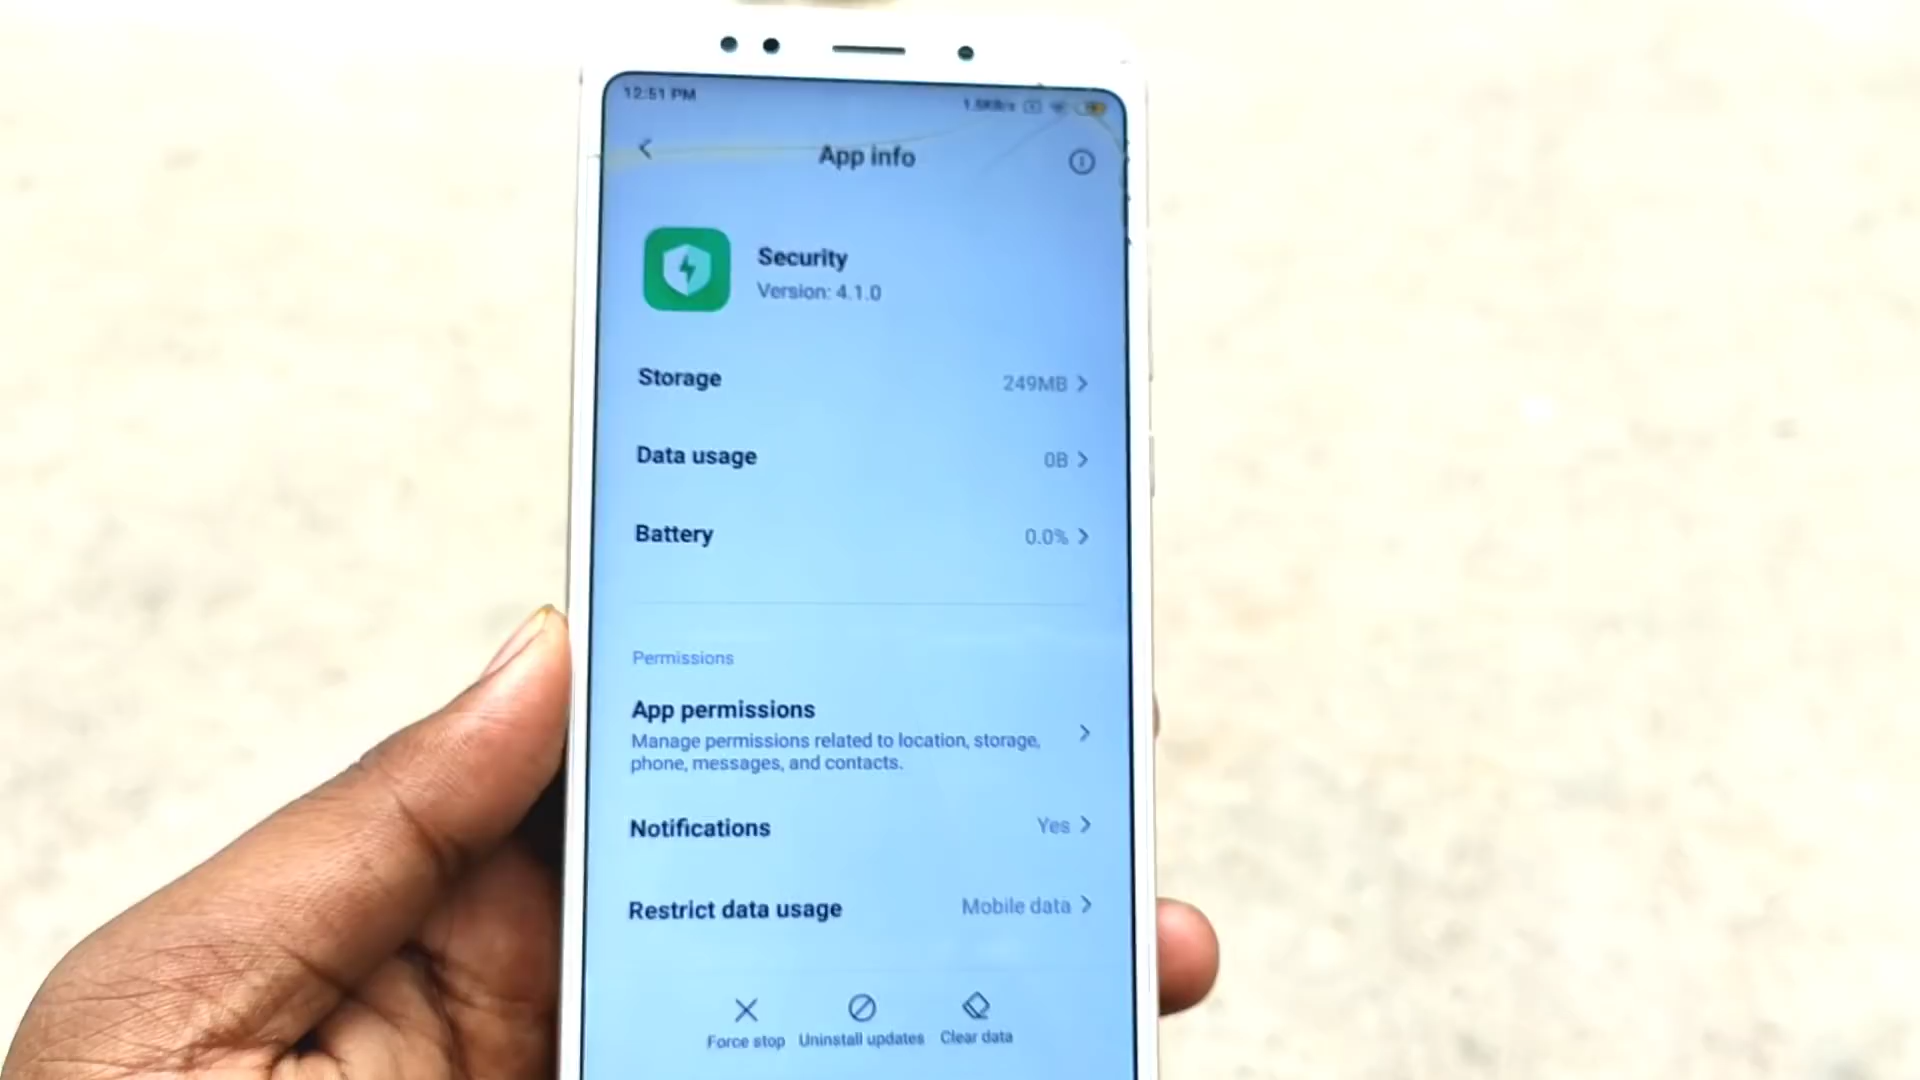 12:51 PM
App info
Security
Version: 4.1.0
Storage
249MB
Data usage
0B
Battery
0.0%
Permissions
App permissions
Manage permissions related to location, storage,
phone, messages, and contacts.
Notifications
Yes
Restrict data usage
Mobile data
Force stop
Uninstall updates
Clear data